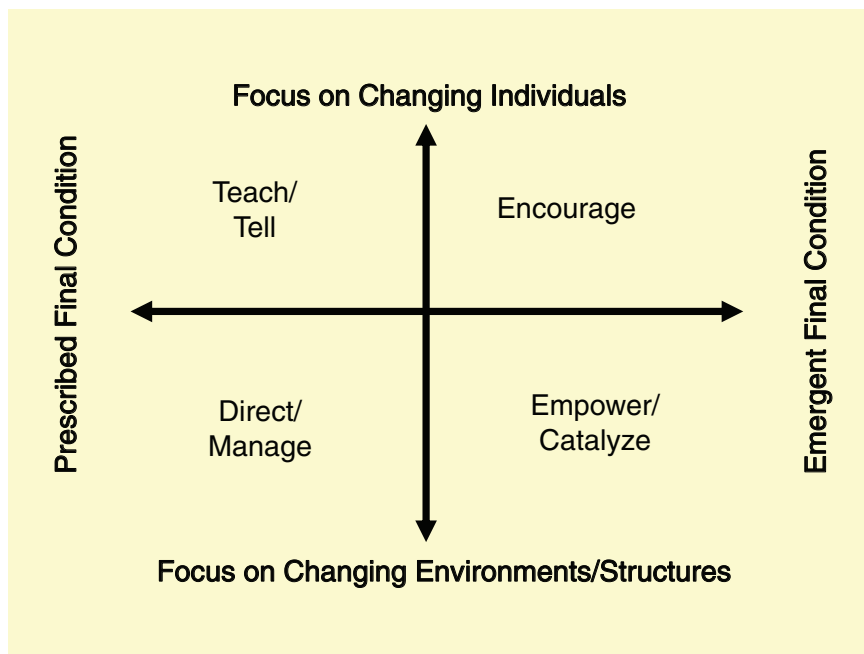 Focus on Changing Individuals
Prescribed Final Condition
Teach/
Tell
Encourage
Emergent Final Condition
Direct/
Manage
Empower/
Catalyze
Focus on Changing Environments/Structures